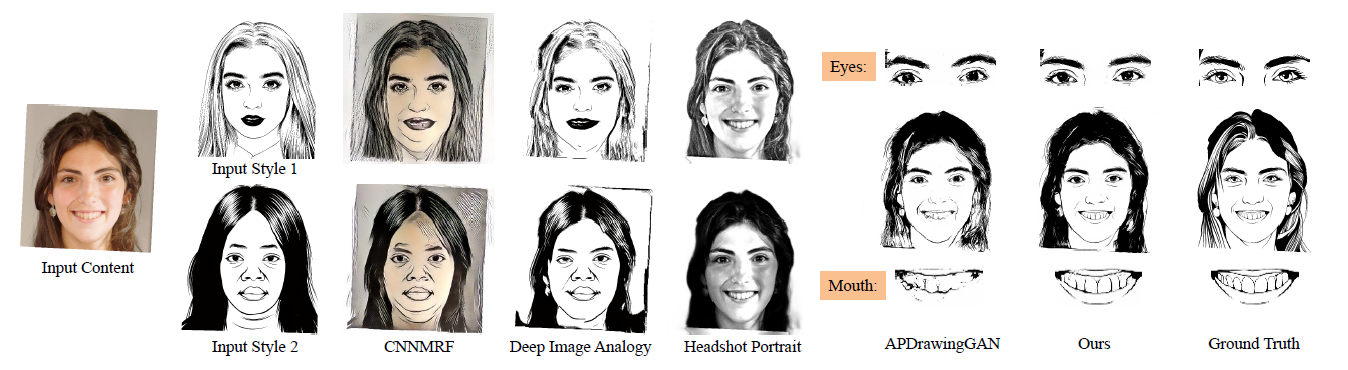 Eyes:
Input Style 1
Input Content
Mouth:
Input Style 2
CNNMRF
Deep Image Analogy
Headshot Portrait
APDrawingGAN
Ours
Ground Truth